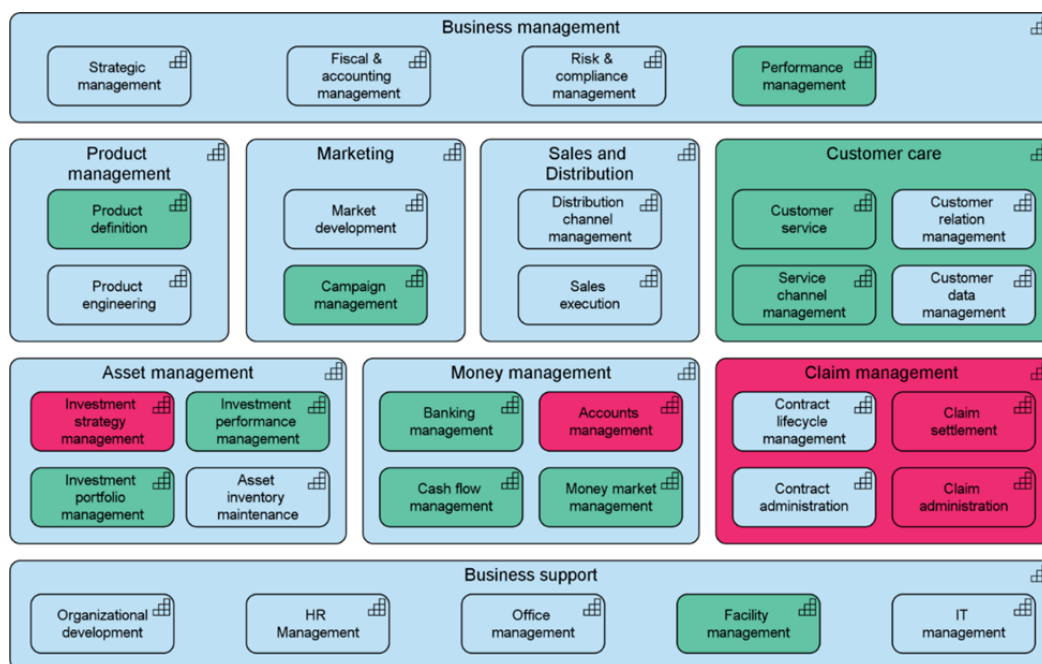 Business management
Strategic
management
Fiscal &
accounting
management
Risk &
compliance
management
Performance
management
Product
management
Product
definition
Product
engineering
Marketing
Market
development
Campaign
management
Sales and
Distribution
Distribution
channel
management
Sales
execution
Customer care
Customer
service
Customer
relation
management
Service
channel
management
Customer
data
management
Asset management
Investment
strategy
management
Investment
performance
management
Investment
portfolio
management
Asset
inventory
maintenance
Money management
Banking
management
Accounts
management
Cash flow
management
Money market
management
Claim management
Contract
lifecycle
management
Claim
settlement
Contract
administration
Claim
administration
Business support
Organizational
development
HR
Management
Office
management
Facility
management
IT
management